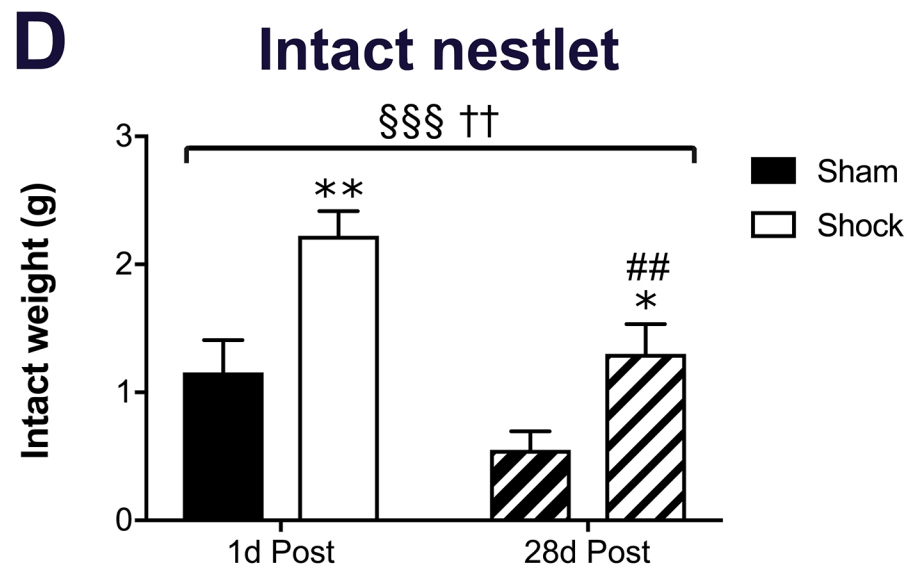 D
Intact nestlet
§§§ ††
3
**
Sham
Shock
2
##
*
Intact weight (g)
1
0
1d Post
28d Post